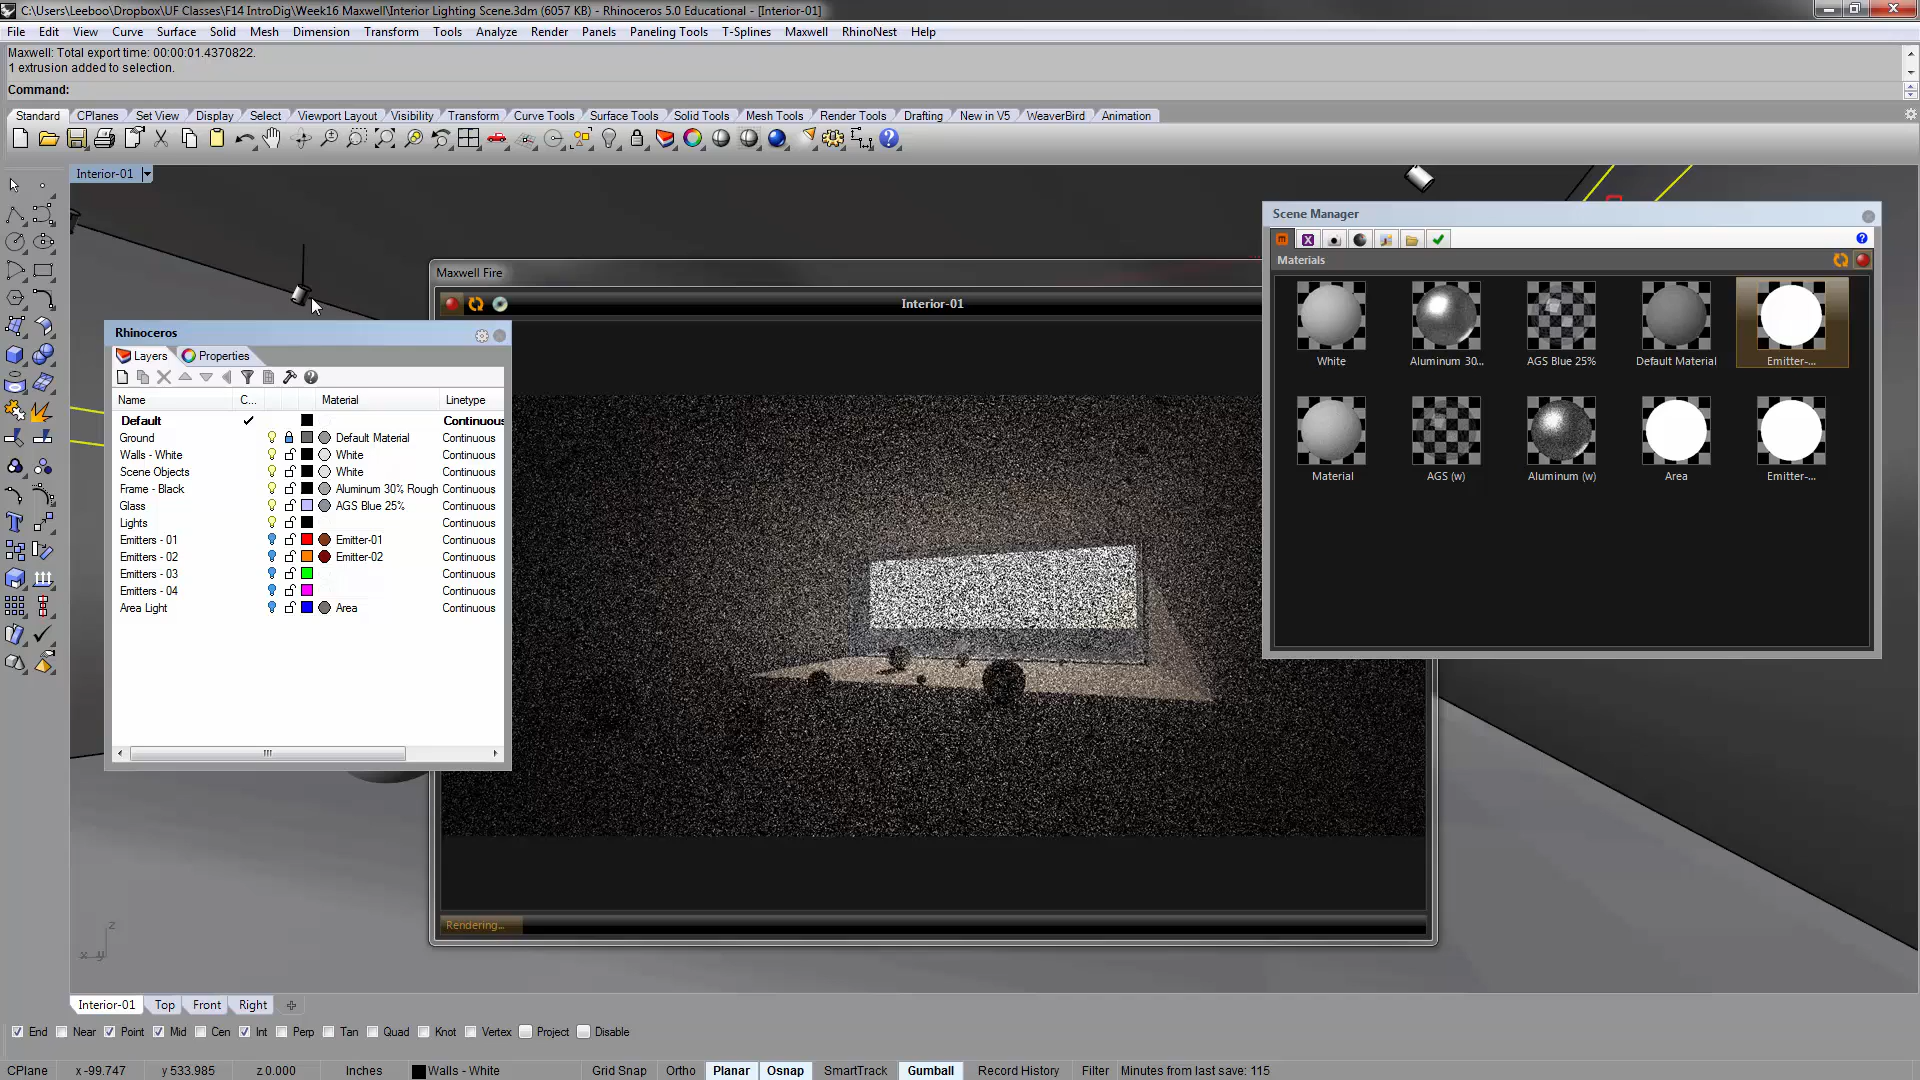 C:\Users\Leeboo\Dropbox\UF Classes\F14 IntroDig\Week16 Maxwell\Interior Lighting Scene.3dm (6057 KB) - Rhinoceros 5.0 Educational - [Interior-01]
File Edit View Curve Surface Solid Mesh Dimension Transform Tools Analyze Render Panels Paneling Tools T-Splines Maxwell RhinoNest Help
Maxwell: Total export time: 00:00:01.4370822.
1 extrusion added to selection.
Command:
Standard CPlanes Set View Display Select Viewport Layout Visibility Transform Curve Tools Surface Tools Solid Tools Mesh Tools Render Tools Drafting New in V5 WeaverBird Animation
Interior-01
Scene Manager
Materials
White Aluminum 30... AGS Blue 25% Default Material Emitter-...
Material AGS (w) Aluminum (w) Area Emitter-...
Maxwell Fire
Interior-01
Rendering...
Rhinoceros
Layers Properties
Name C... Material Linetype
Default Continuous
Ground Default Material Continuous
Walls - White White Continuous
Scene Objects White Continuous
Frame - Black Aluminum 30% Rough Continuous
Glass AGS Blue 25% Continuous
Lights Continuous
Emitters - 01 Emitter-01 Continuous
Emitters - 02 Emitter-02 Continuous
Emitters - 03 Continuous
Emitters - 04 Continuous
Area Light Area Continuous
z
x y
Interior-01 Top Front Right
End Near Point Mid Cen Int Perp Tan Quad Knot Vertex Project Disable
CPlane x -99.747 y 533.985 z 0.000 Inches Walls - White Grid Snap Ortho Planar Osnap SmartTrack Gumball Record History Filter Minutes from last save: 115